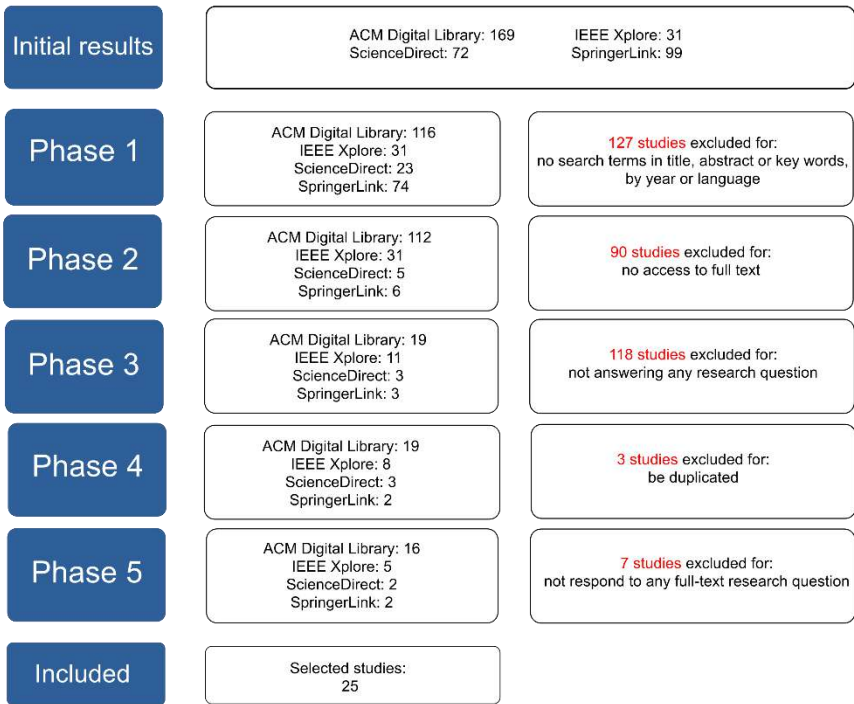 Initial results
ACM Digital Library: 169 IEEE Xplore: 31
ScienceDirect: 72 SpringerLink: 99
Phase 1
ACM Digital Library: 116
IEEE Xplore: 31
ScienceDirect: 23
SpringerLink: 74
127 studies excluded for:
no search terms in title, abstract or key words,
by year or language
Phase 2
ACM Digital Library: 112
IEEE Xplore: 31
ScienceDirect: 5
SpringerLink: 6
90 studies excluded for:
no access to full text
Phase 3
ACM Digital Library: 19
IEEE Xplore: 11
ScienceDirect: 3
SpringerLink: 3
118 studies excluded for:
not answering any research question
Phase 4
ACM Digital Library: 19
IEEE Xplore: 8
ScienceDirect: 3
SpringerLink: 2
3 studies excluded for:
be duplicated
Phase 5
ACM Digital Library: 16
IEEE Xplore: 5
ScienceDirect: 2
SpringerLink: 2
7 studies excluded for:
not respond to any full-text research question
Included
Selected studies:
25